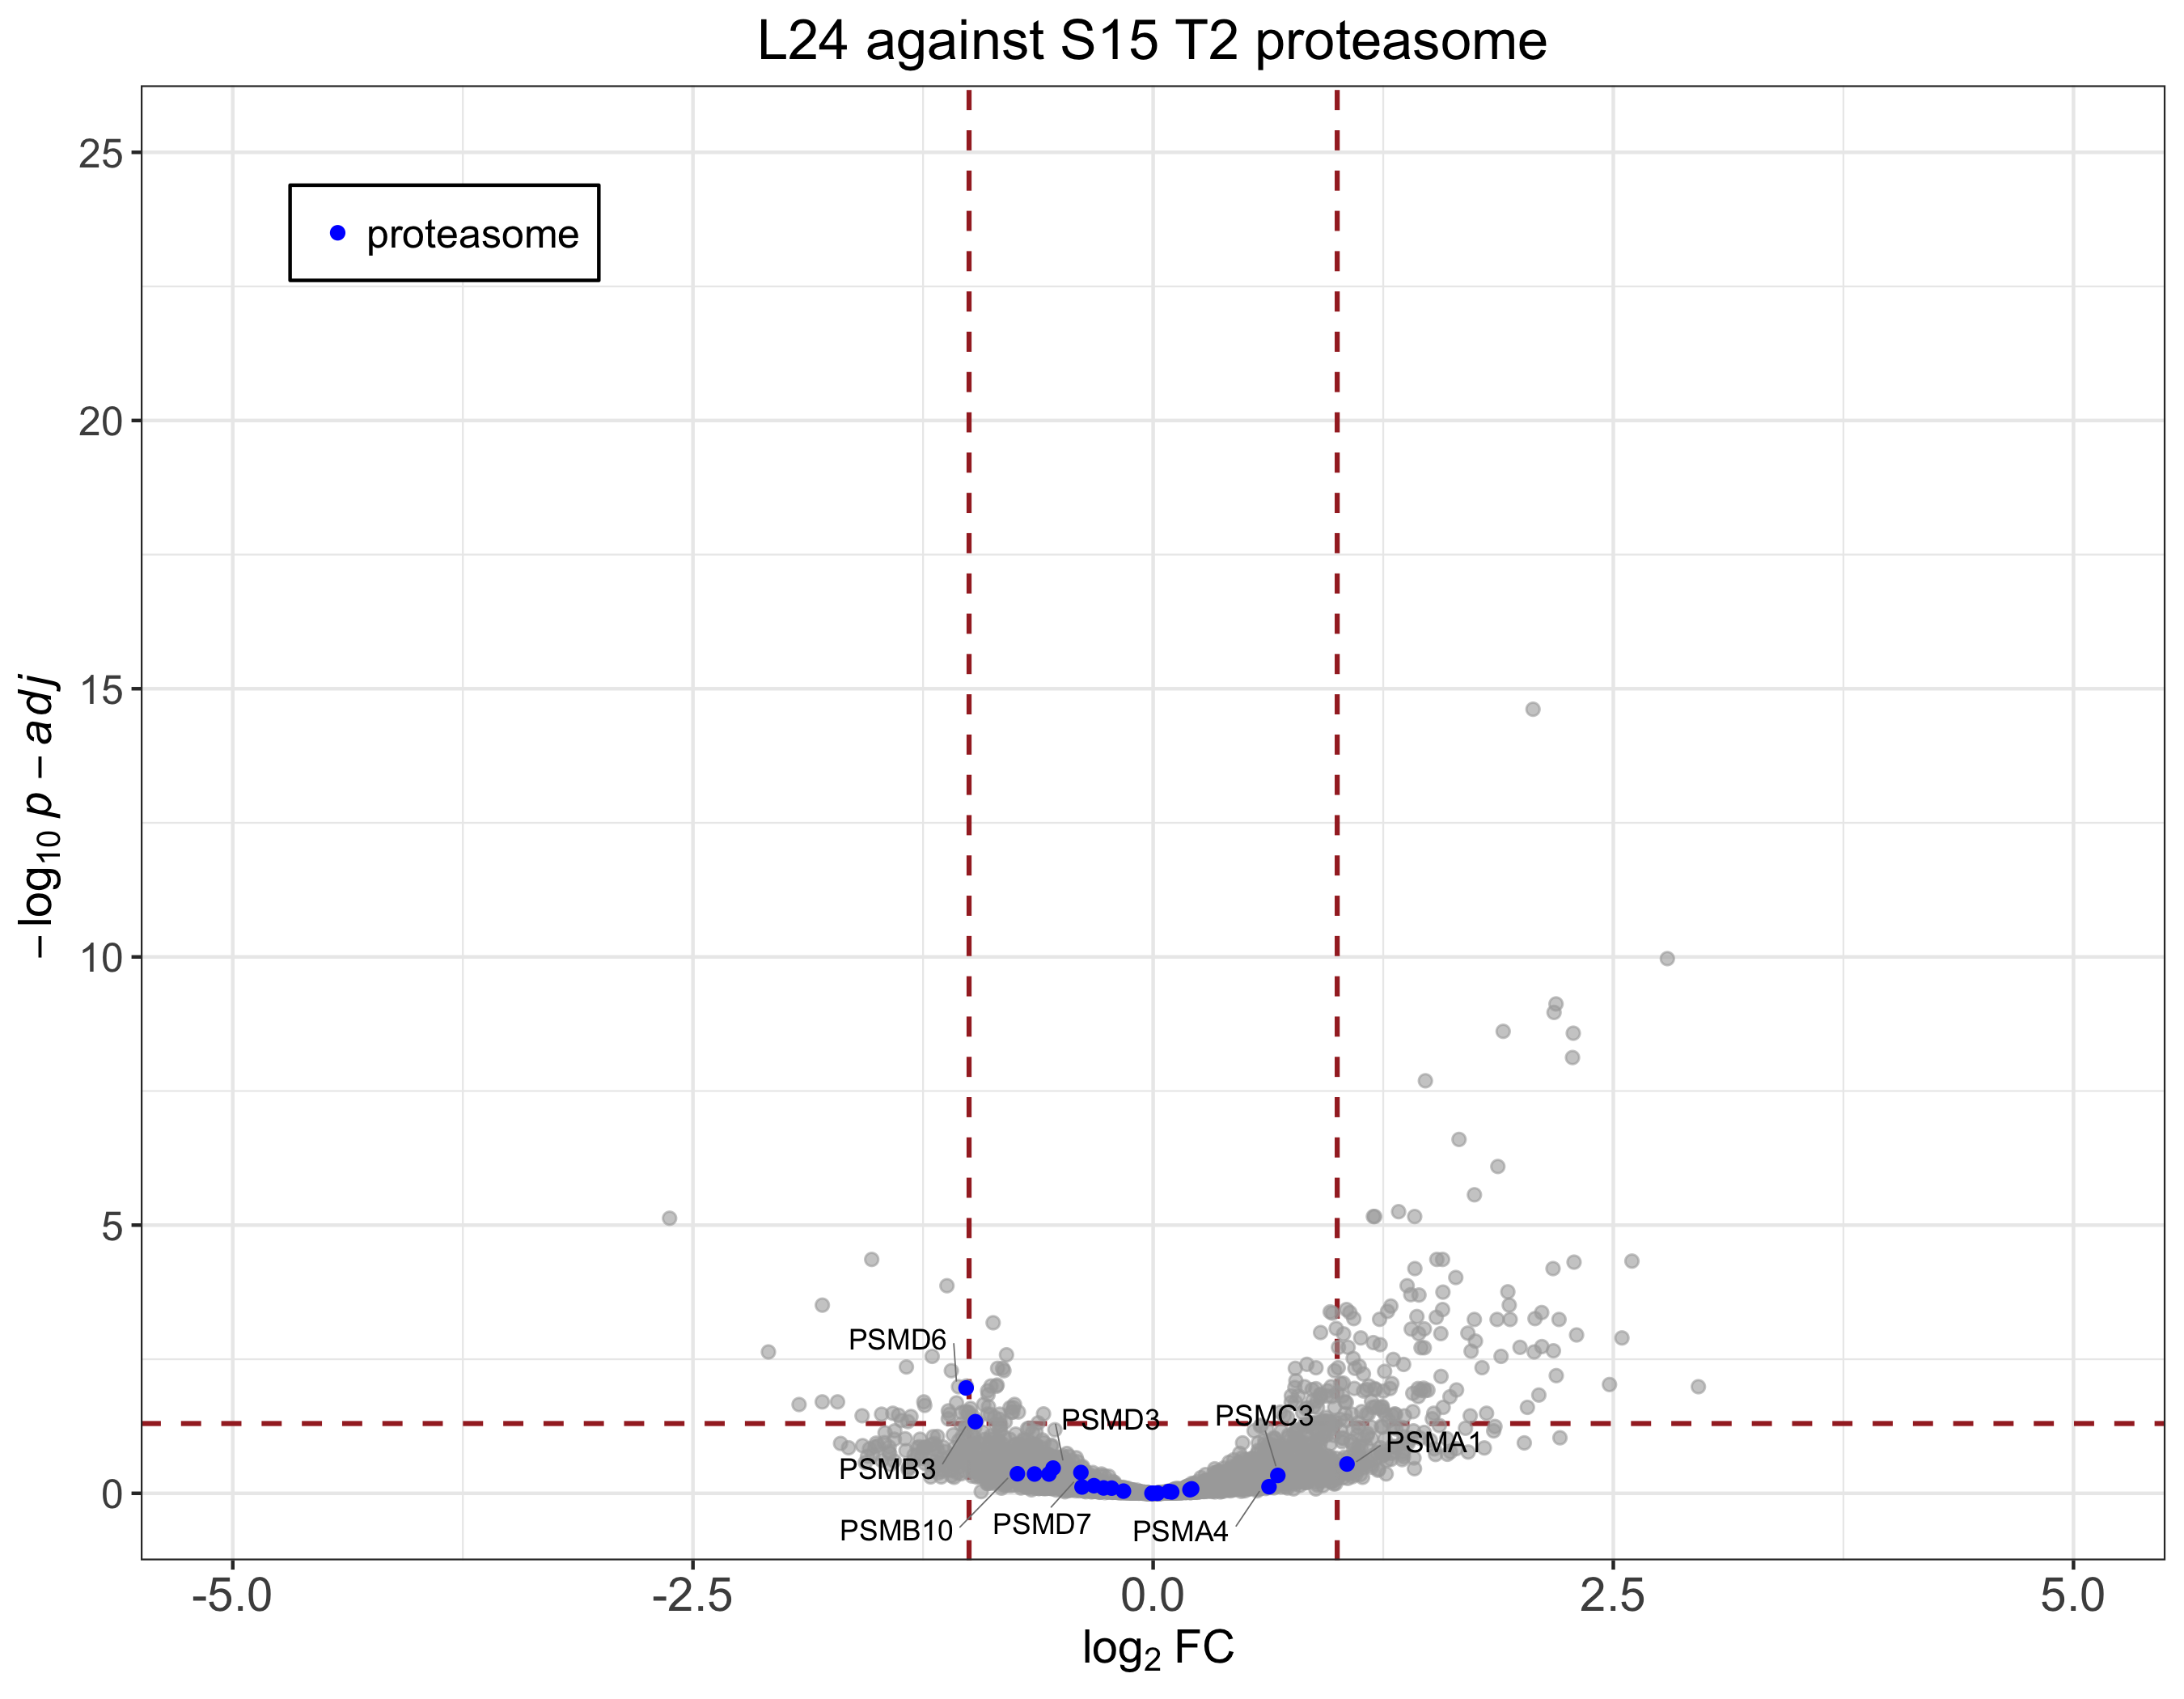 L24 against S15 T2 proteasome
proteasome
25
20
15
10
5
0
−log10 p − adj
PSMD6
PSMD3
PSMC3
PSMA1
PSMB3
PSMB10
PSMD7
PSMA4
-5.0
-2.5
0.0
2.5
5.0
log2 FC